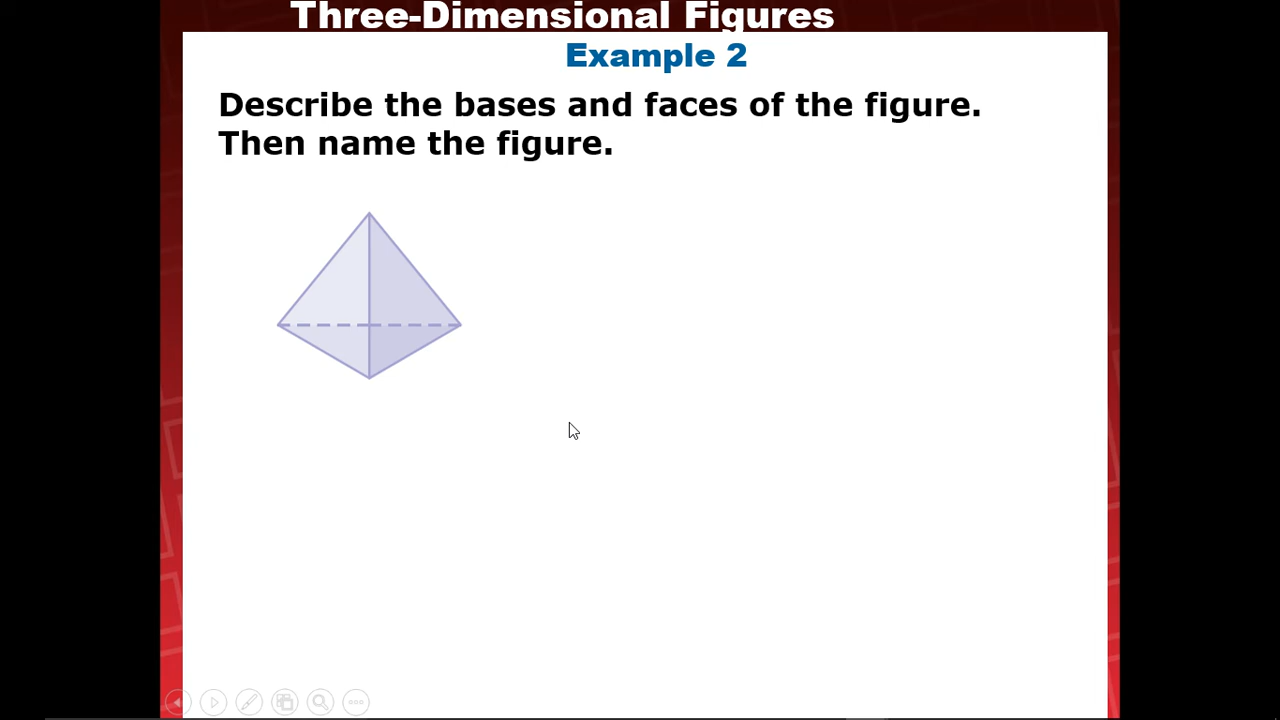 Three-Dimensional Figures
Example 2
Describe the bases and faces of the figure.
Then name the figure.